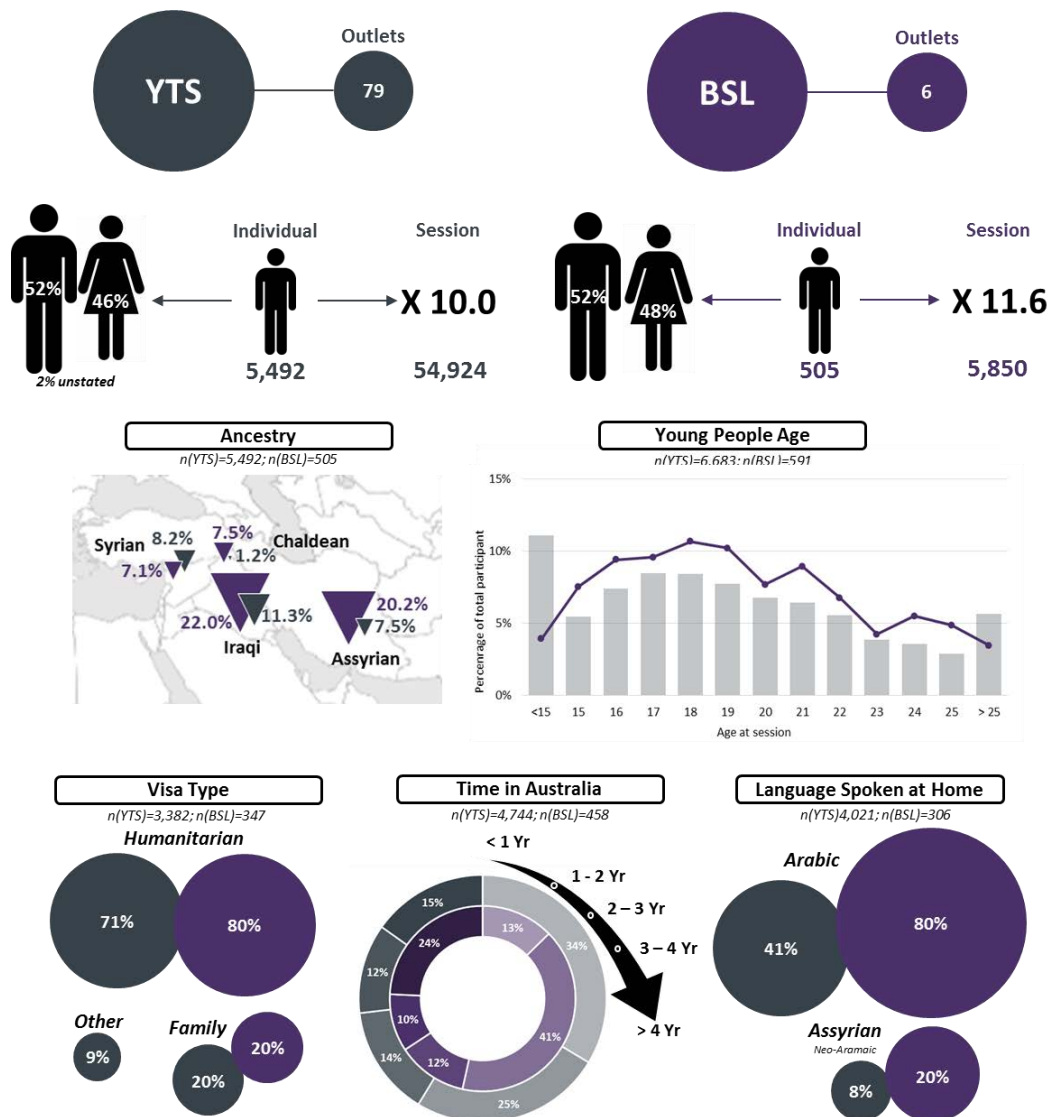 Outlets
YTS
79
Outlets
BSL
6
Individual
Session
52%
46%
X 10.0
2% unstated
5,492
54,924
Individual
Session
52%
48%
X 11.6
505
5,850
Ancestry
n(YTS)=5,492; n(BSL)=505
Syrian
8.2%
7.1%
7.5%
1.2%
Chaldean
22.0%
11.3%
Iraqi
20.2%
7.5%
Assyrian
Young People Age
n(YTS)=6,683; n(BSL)=591
15%
10%
5%
0%
Percenrage of total participant
<15 15 16 17 18 19 20 21 22 23 24 25 > 25
Age at session
Visa Type
n(YTS)=3,382; n(BSL)=347
Humanitarian
71%
80%
Other
9%
Family
20%
20%
Time in Australia
n(YTS)=4,744; n(BSL)=458
< 1 Yr
1 - 2 Yr
2 – 3 Yr
3 – 4 Yr
> 4 Yr
15%
34%
25%
14%
12%
13%
41%
12%
10%
24%
Language Spoken at Home
n(YTS)4,021; n(BSL)=306
Arabic
41%
80%
Assyrian
Neo-Aramaic
8%
20%